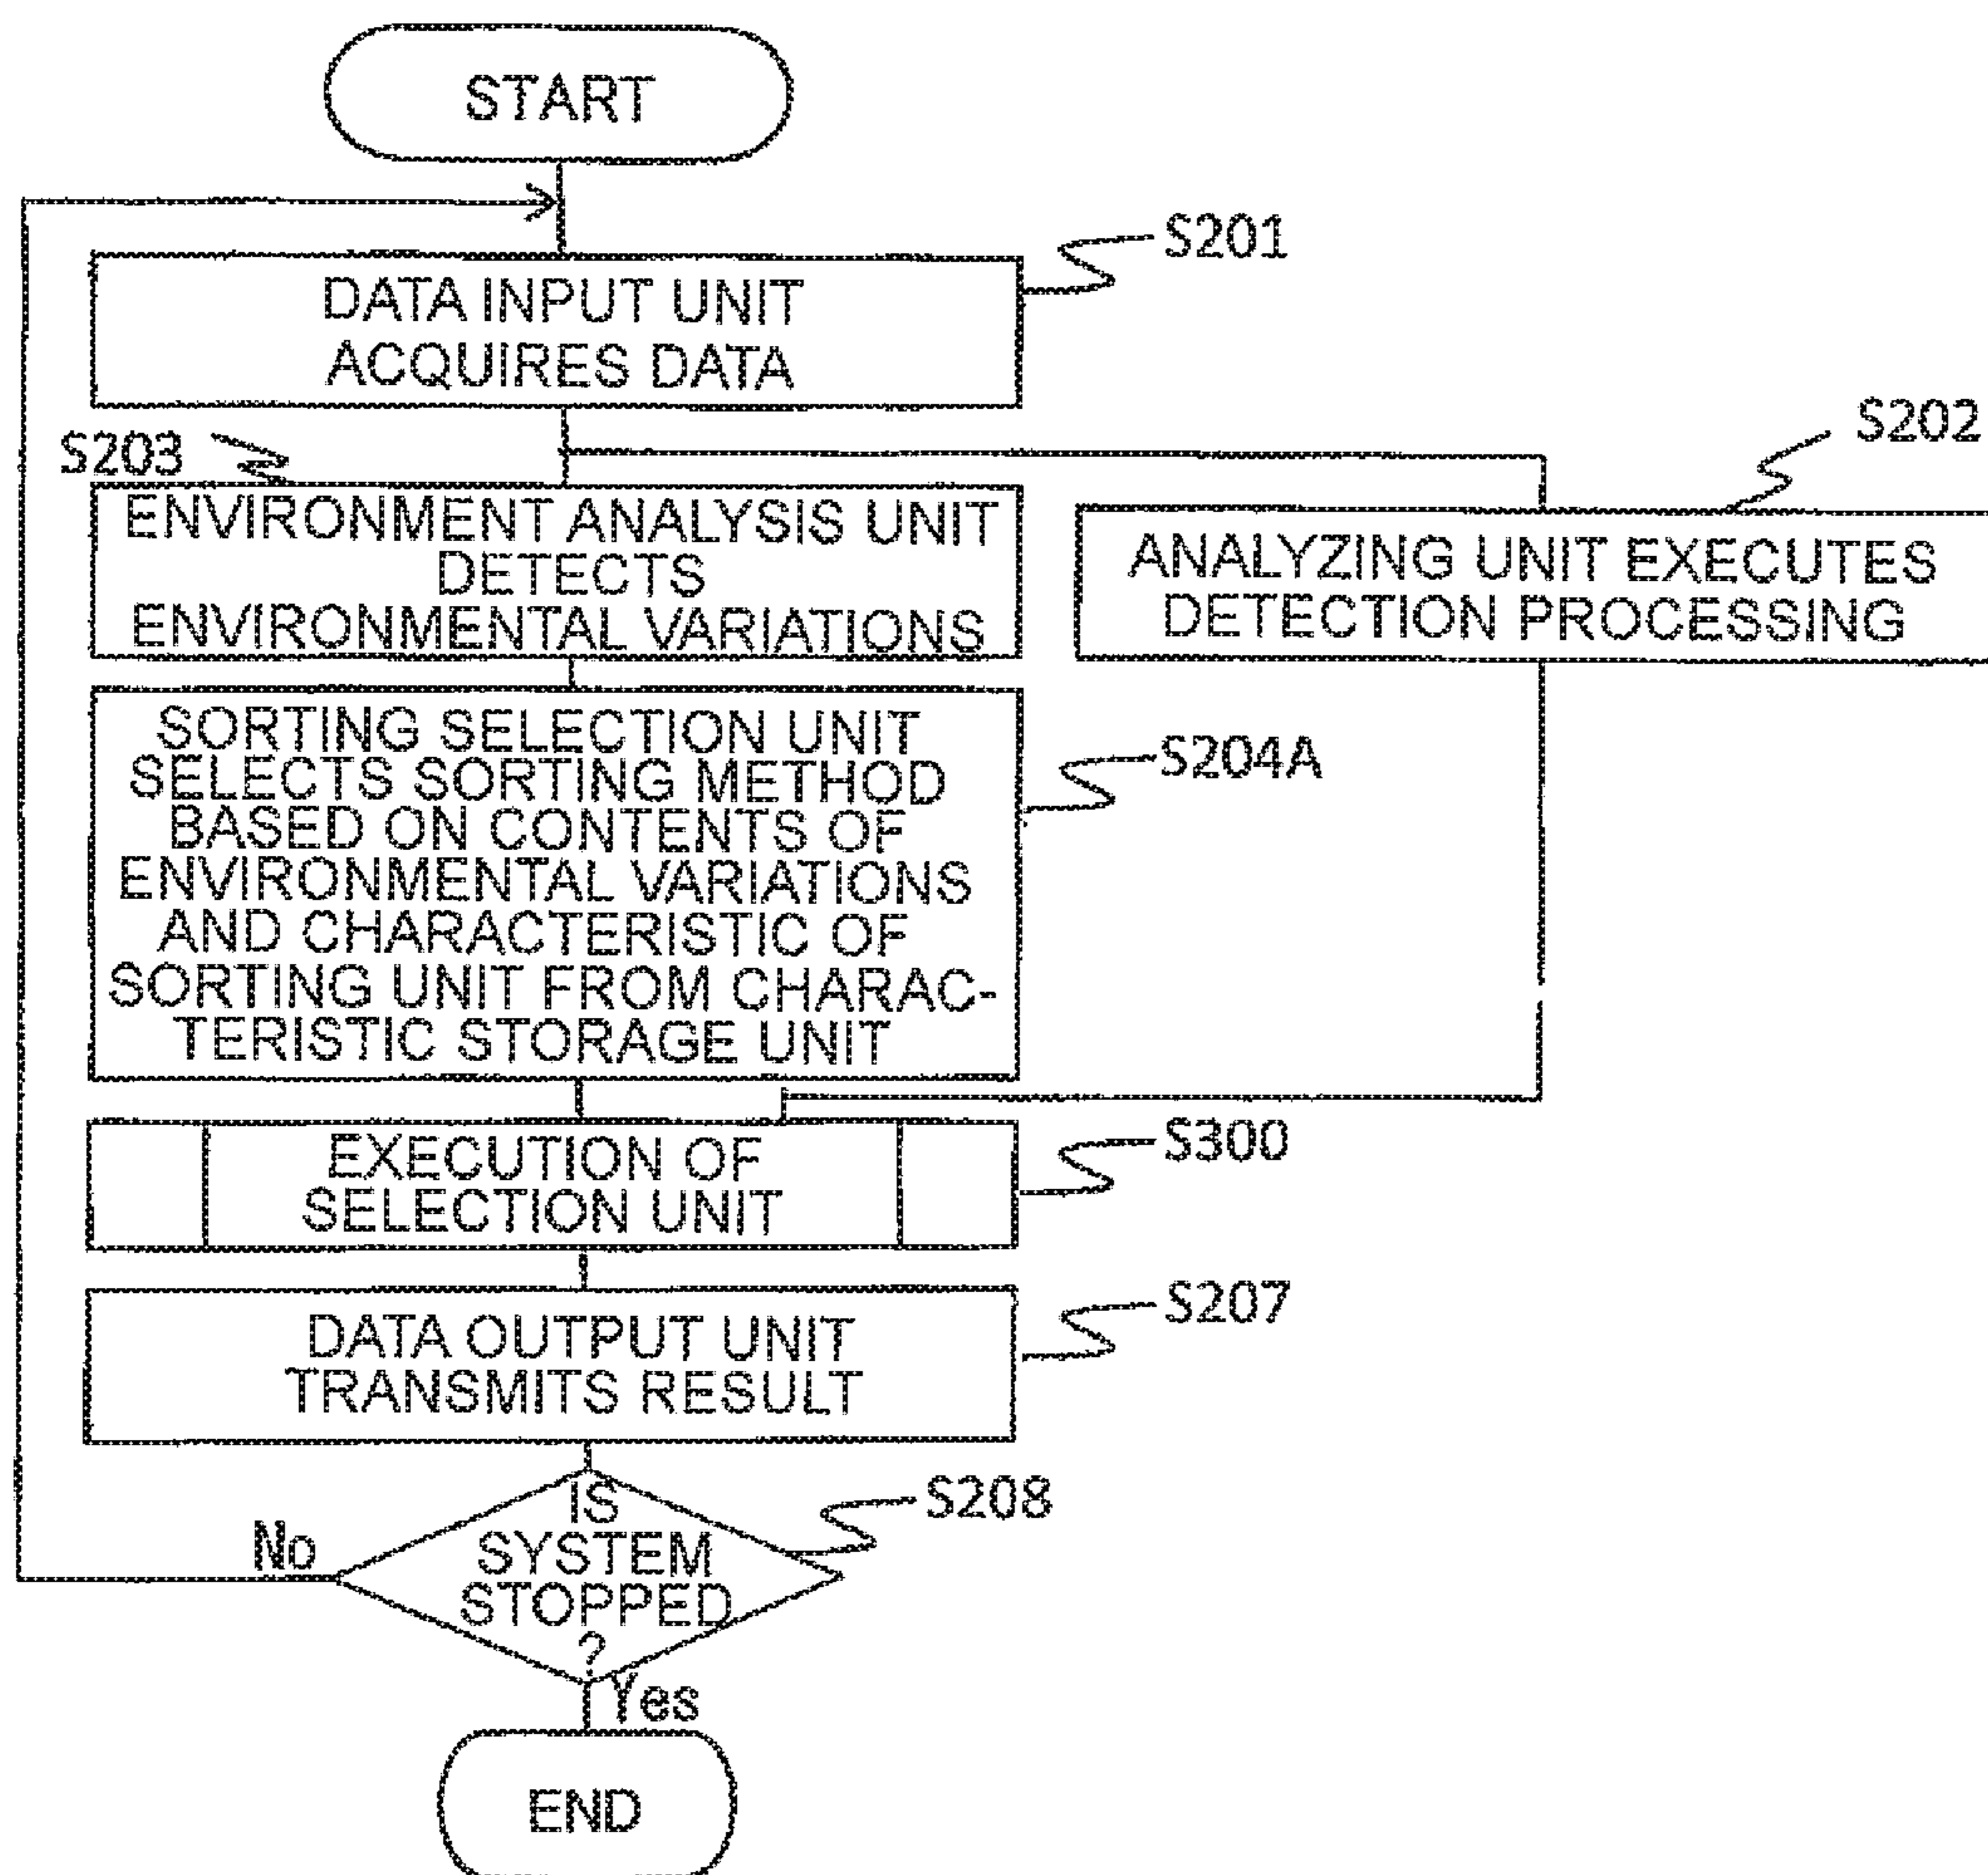 START
S201
DATA INPUT UNIT
ACQUIRES DATA
S203
S202
ENVIRONMENT ANALYSIS UNIT
DETECTS
ENVIRONMENTAL VARIATIONS
ANALYZING UNIT EXECUTES
DETECTION PROCESSING
SORTING SELECTION UNIT
SELECTS SORTING METHOD
BASED ON CONTENTS OF
ENVIRONMENTAL VARIATIONS
AND CHARACTERISTIC OF
SORTING UNIT FROM CHARAC-
TERISTIC STORAGE UNIT
S204A
EXECUTION OF
SELECTION UNIT
S300
DATA OUTPUT UNIT
TRANSMITS RESULT
S207
IS
SYSTEM
STOPPED
?
S208
No
Yes
END